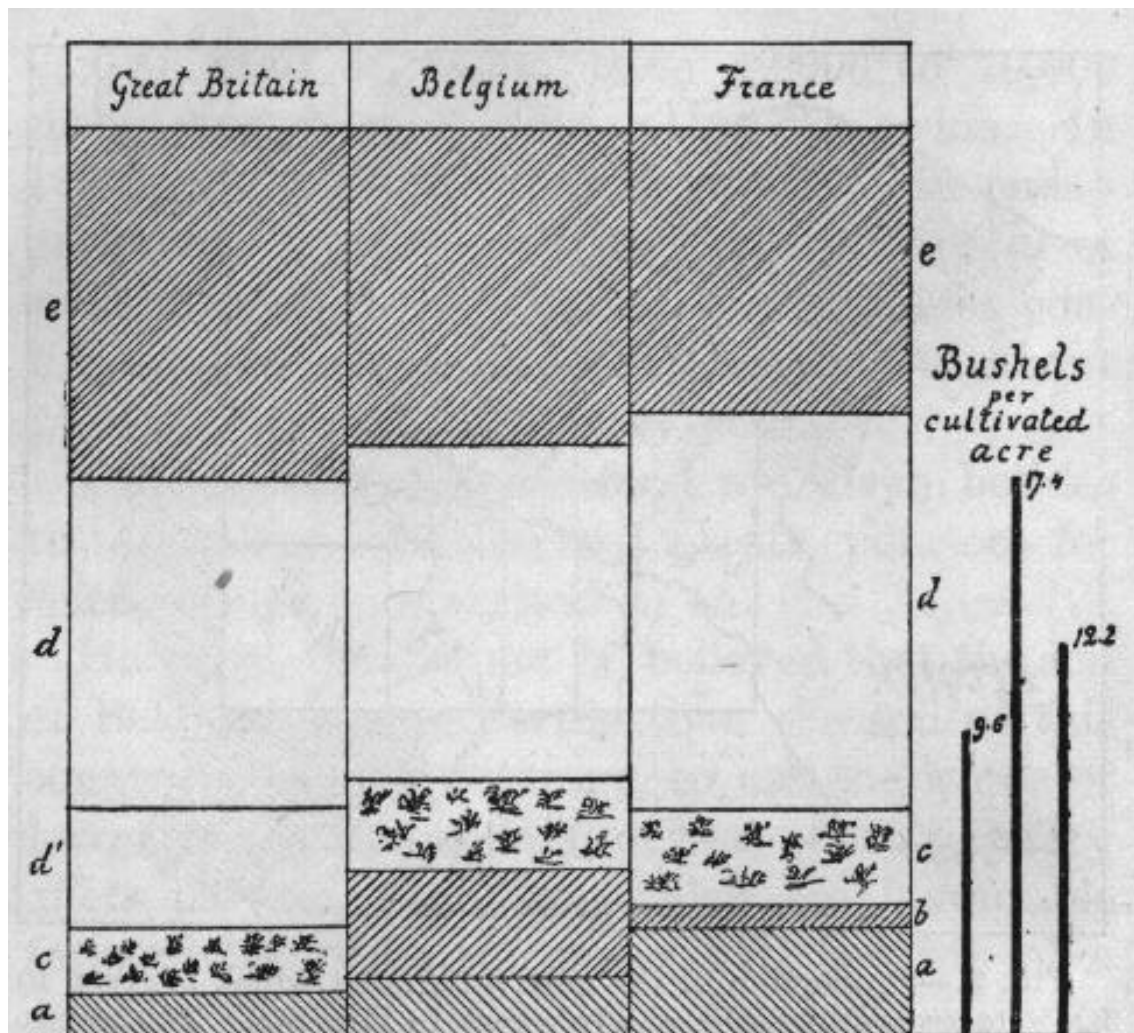 Great Britain Belgium France
e
e
Bushels
per
cultivated
acre
17.4
d
d
12.2
9.6
d'
c
b
c
a
a